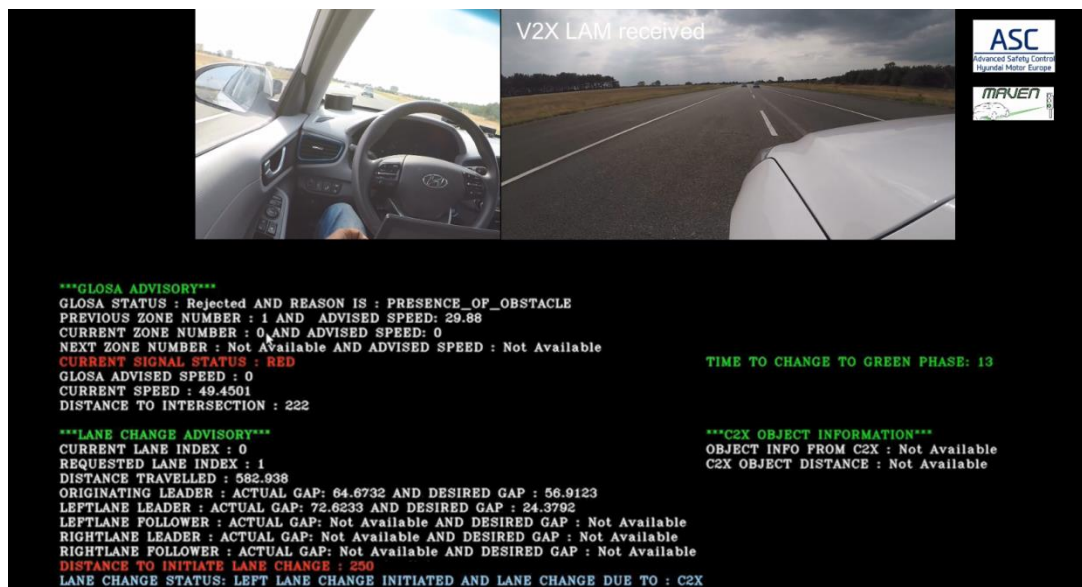 V2X LAM received
ASC
Advanced Safety Control
Hyundai Motor Europe
MAVEN
***GLOSA ADVISORY***
GLOSA STATUS : Rejected AND REASON IS : PRESENCE_OF_OBSTACLE
PREVIOUS ZONE NUMBER : 1 AND ADVISED SPEED: 29.88
CURRENT ZONE NUMBER : 0 AND ADVISED SPEED: 0
NEXT ZONE NUMBER : Not Available AND ADVISED SPEED : Not Available
CURRENT SIGNAL STATUS : RED
TIME TO CHANGE TO GREEN PHASE: 13
GLOSA ADVISED SPEED : 0
CURRENT SPEED : 49.4501
DISTANCE TO INTERSECTION : 222
***LANE CHANGE ADVISORY***
CURRENT LANE INDEX : 0
REQUESTED LANE INDEX : 1
DISTANCE TRAVELLED : 582.938
ORIGINATING LEADER : ACTUAL GAP: 64.6732 AND DESIRED GAP : 56.9123
LEFTLANE LEADER : ACTUAL GAP: 72.6233 AND DESIRED GAP : 24.3792
LEFTLANE FOLLOWER : ACTUAL GAP: Not Available AND DESIRED GAP : Not Available
RIGHTLANE LEADER : ACTUAL GAP: Not Available AND DESIRED GAP : Not Available
RIGHTLANE FOLLOWER : ACTUAL GAP: Not Available AND DESIRED GAP : Not Available
DISTANCE TO INITIATE LANE CHANGE : 250
LANE CHANGE STATUS: LEFT LANE CHANGE INITIATED AND LANE CHANGE DUE TO : C2X
***C2X OBJECT INFORMATION***
OBJECT INFO FROM C2X : Not Available
C2X OBJECT DISTANCE : Not Available